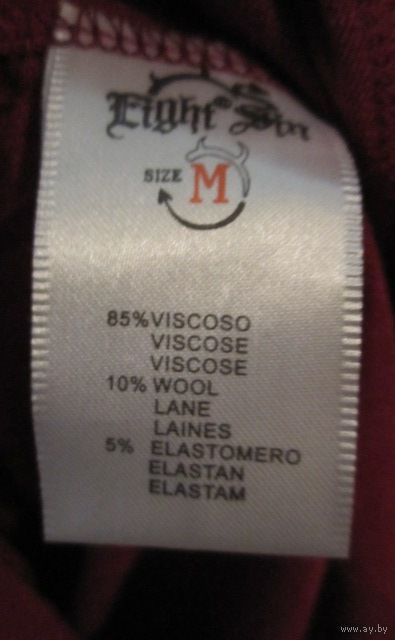 Eight Sin
SIZE M
85% VISCOSO
VISCOSE
VISCOSE
10% WOOL
LANE
LAINES
5% ELASTOMERO
ELASTAN
ELASTAM
www.ay.by